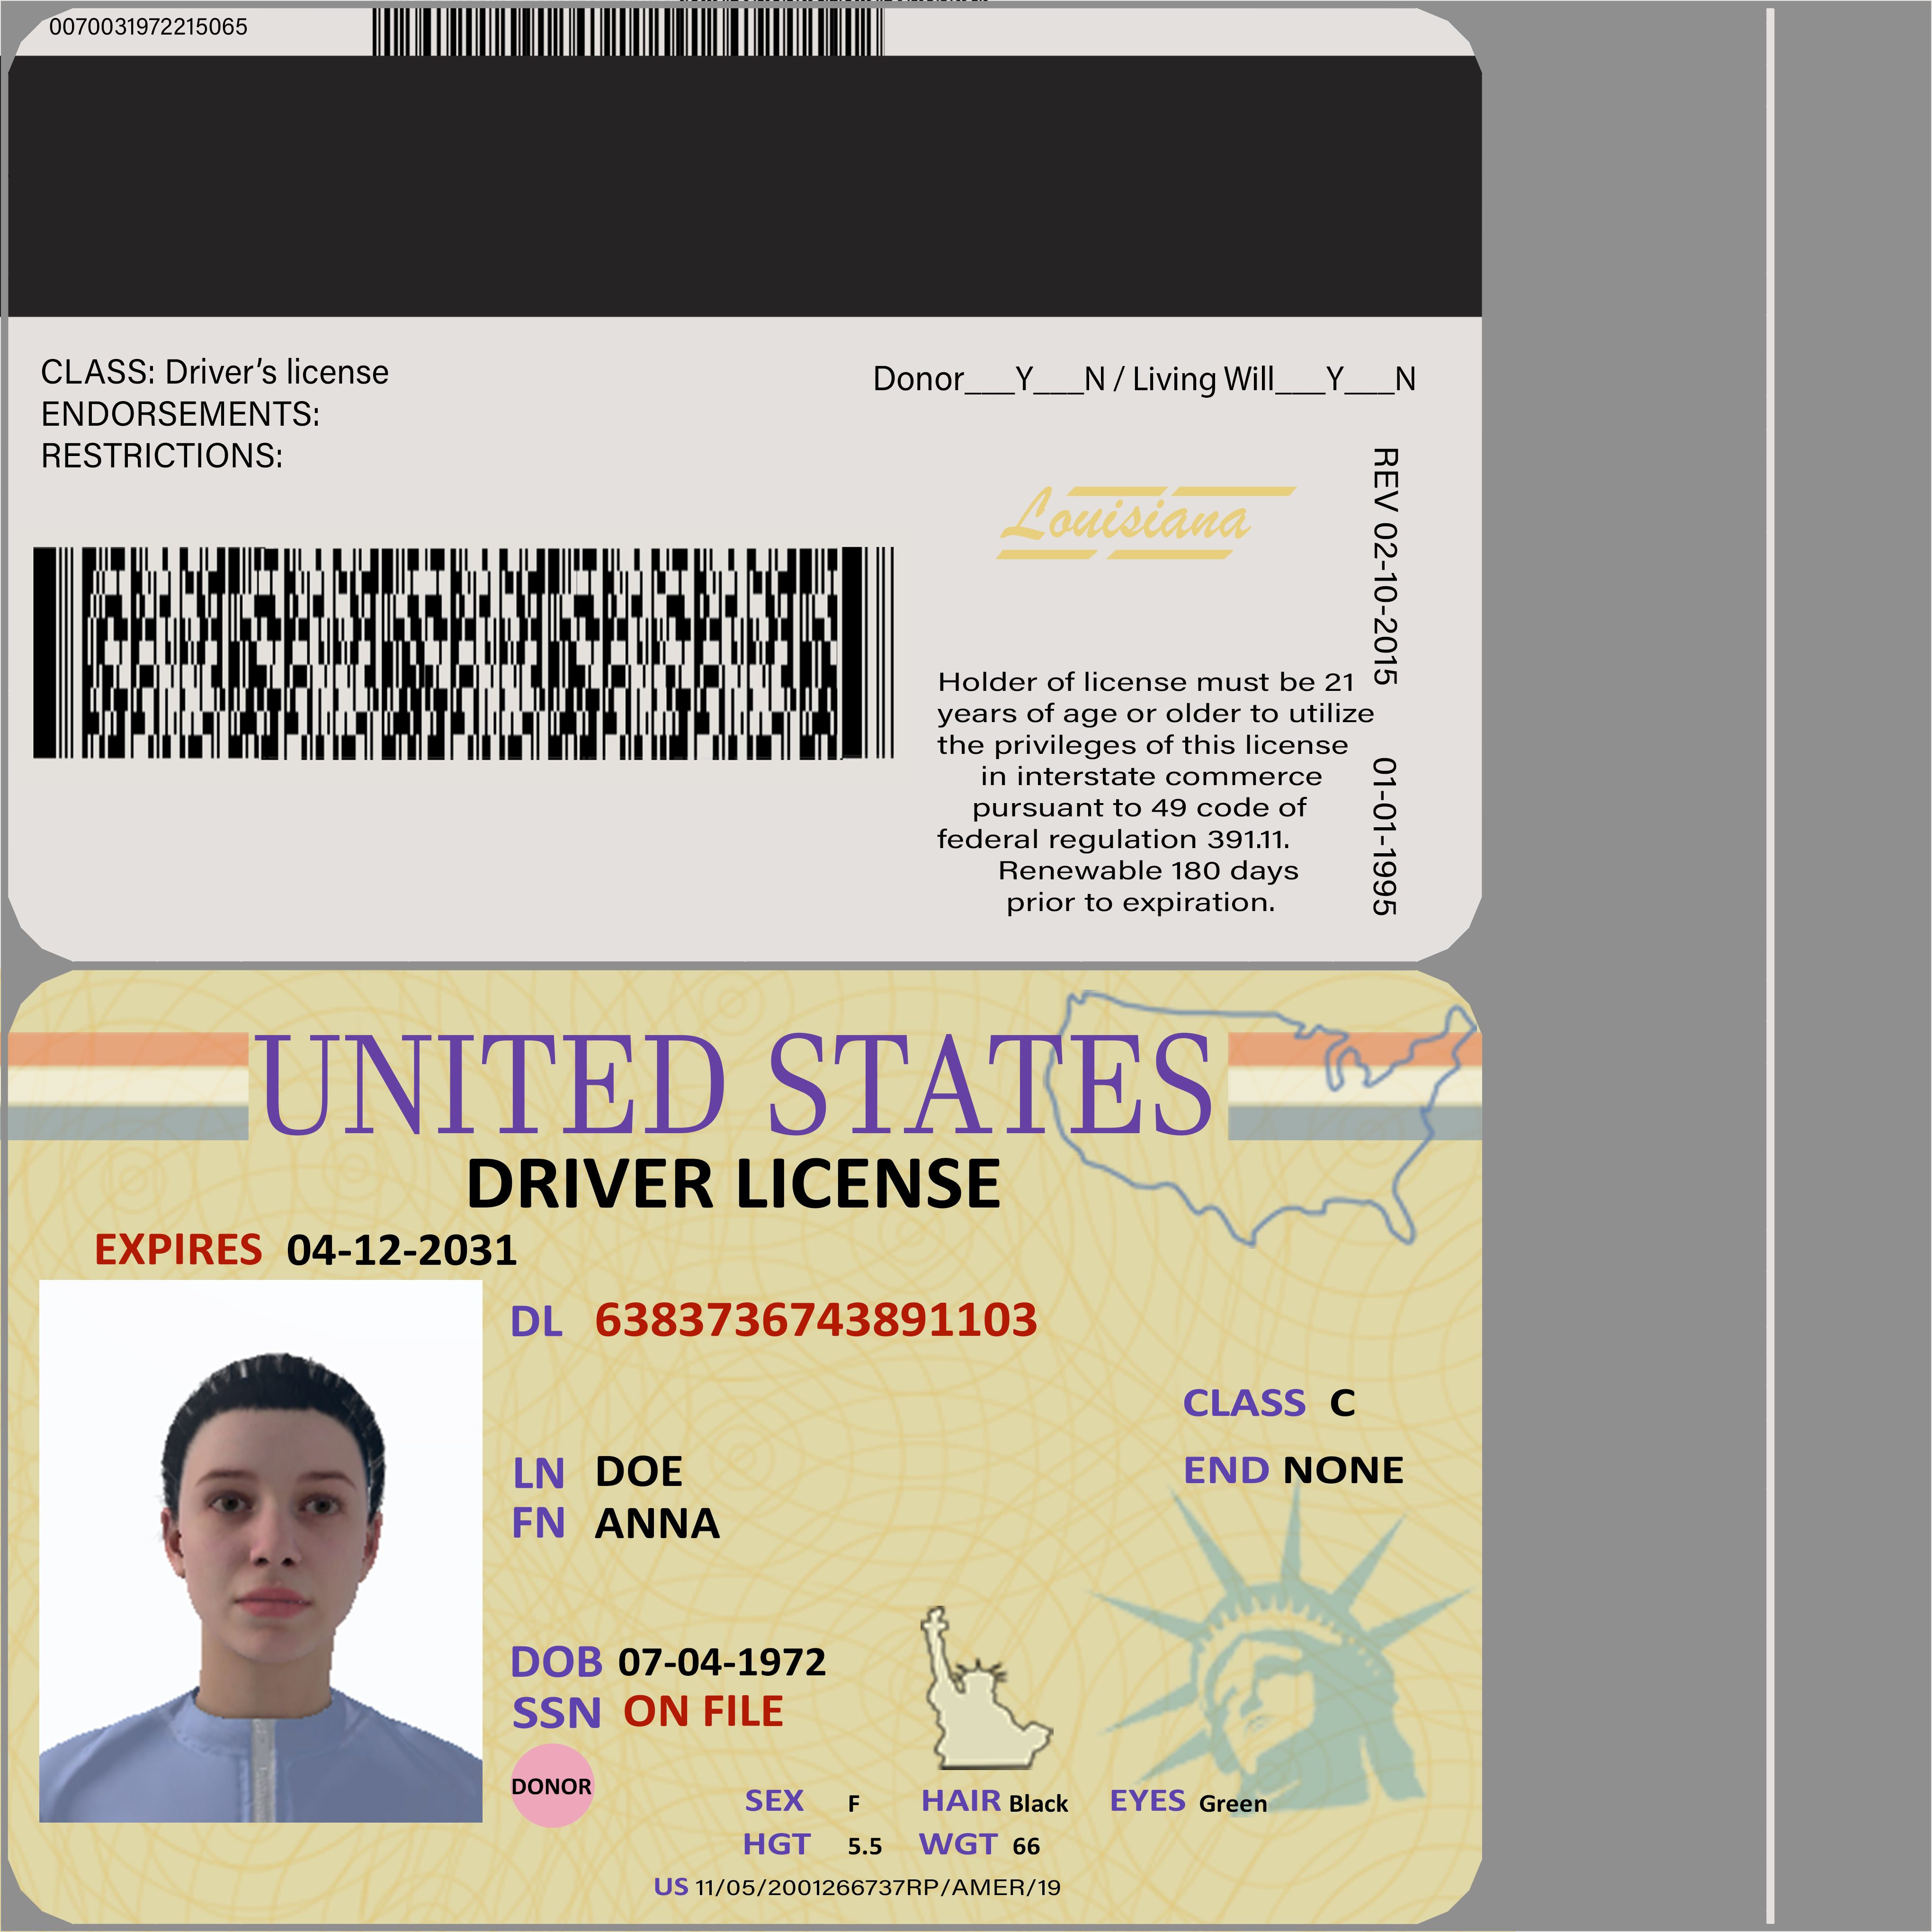 0070031972215065
CLASS: Driver’s license
ENDORSEMENTS:
RESTRICTIONS:
Donor___Y___N / Living Will___Y___N
Louisiana
REV 02-10-2015 01-01-1995
Holder of license must be 21
years of age or older to utilize
the privileges of this license
in interstate commerce
pursuant to 49 code of
federal regulation 391.11.
Renewable 180 days
prior to expiration.
UNITED STATES
DRIVER LICENSE
EXPIRES 04-12-2031
DL 6383736743891103
CLASS C
END NONE
LN DOE
FN ANNA
DOB 07-04-1972
SSN ON FILE
DONOR
SEX F HAIR Black EYES Green
HGT 5.5 WGT 66
US 11/05/2001266737RP/AMER/19